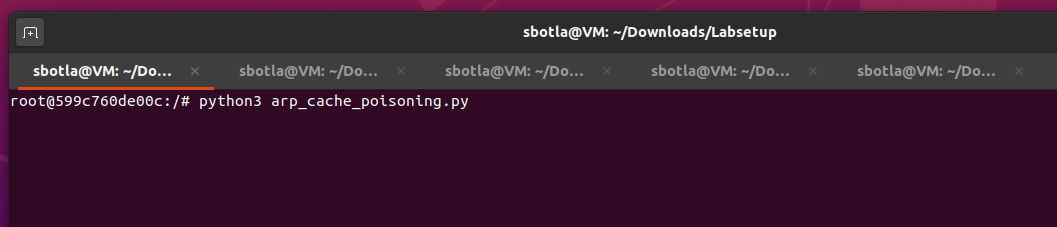 sbotla@VM: ~/Downloads/Labsetup
sbotla@VM: ~/Do... × sbotla@VM: ~/Do... × sbotla@VM: ~/Do... × sbotla@VM: ~/Do... × sbotla@VM: ~/Do... ×
root@599c760de00c:/# python3 arp_cache_poisoning.py